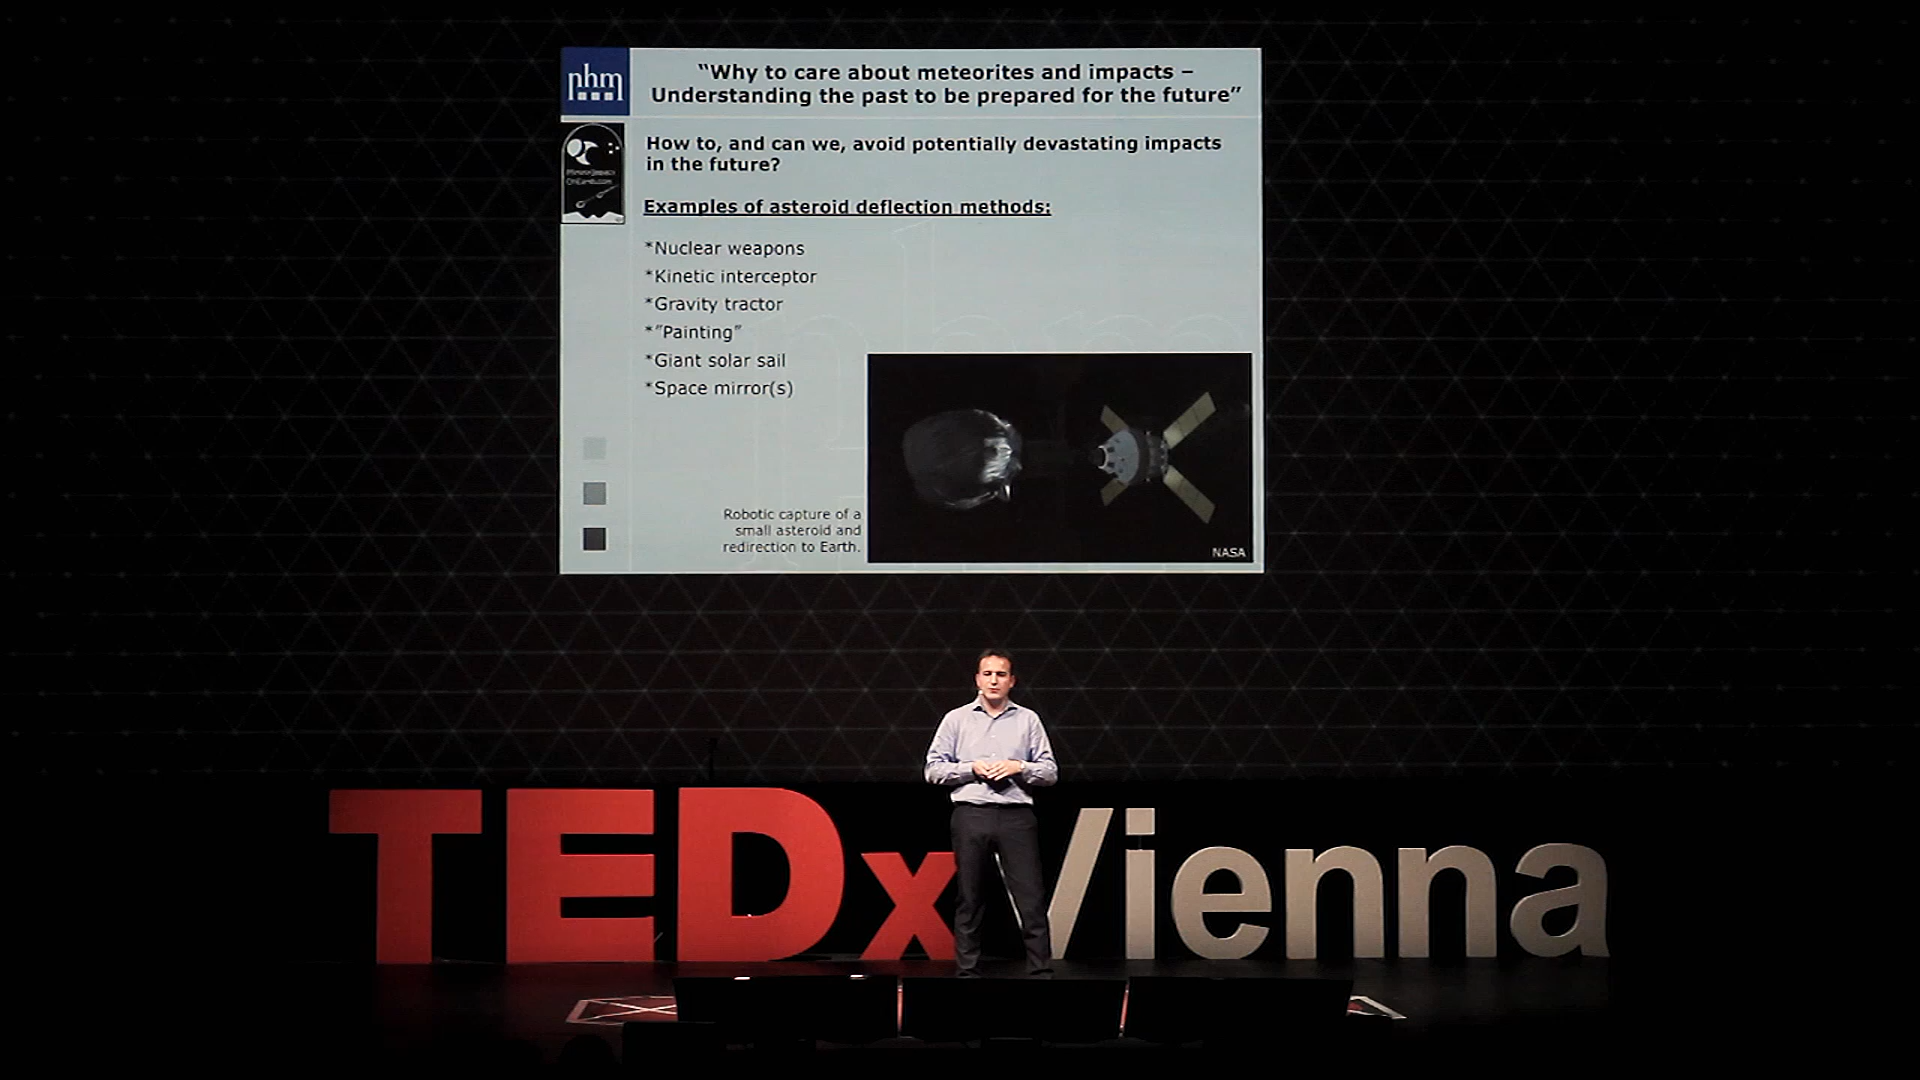 nhm
“Why to care about meteorites and impacts –
Understanding the past to be prepared for the future”
How to, and can we, avoid potentially devastating impacts
in the future?
Examples of asteroid deflection methods:
*Nuclear weapons
*Kinetic interceptor
*Gravity tractor
*”Painting”
*Giant solar sail
*Space mirror(s)
Robotic capture of a
small asteroid and
redirection to Earth.
NASA
TEDxVienna